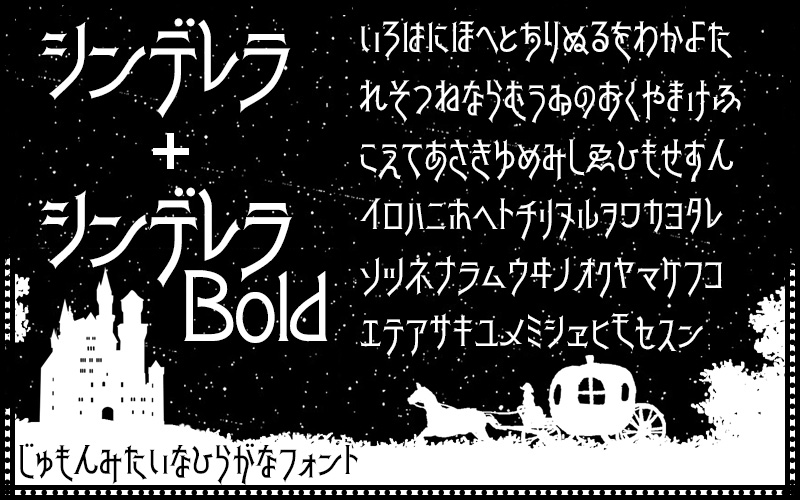 シンデレラ
+
シンデレラ
Bold
いろはにほへとちりぬるをわかよた
れそつねならむうゐのおくやまけふ
こえてあさきゆめみしゑひもせすん
イロハニホヘトチリヌルヲワカヨタレ
ソツネナラムウヰノオクヤマケフコ
エテアサキユメミシヱヒモセスン
じゅもんみたいなひらがなフォント